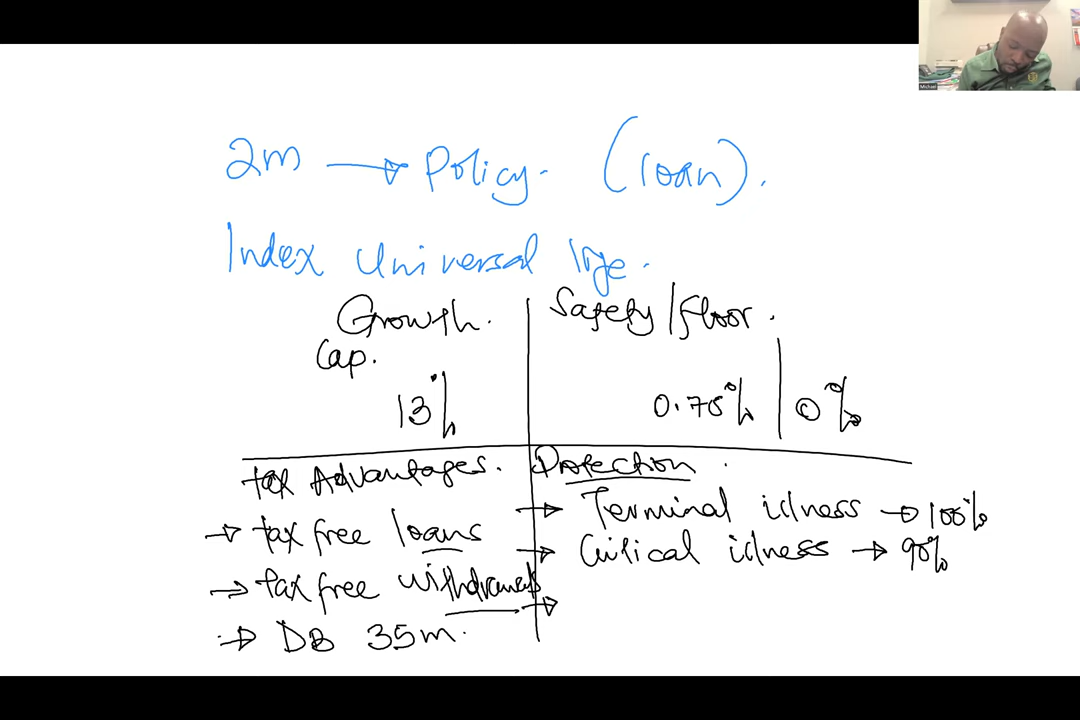 2m → Policy. (loan).
Index Universal life.
Growth. Safety/floor.
Cap.
13% 0.75% 0%
tax Advantages. Protection.
→ tax free loans → Terminal illness → 100%
→ tax free withdrawals → Critical illness → 90%
→ DB 35m. →
Michael